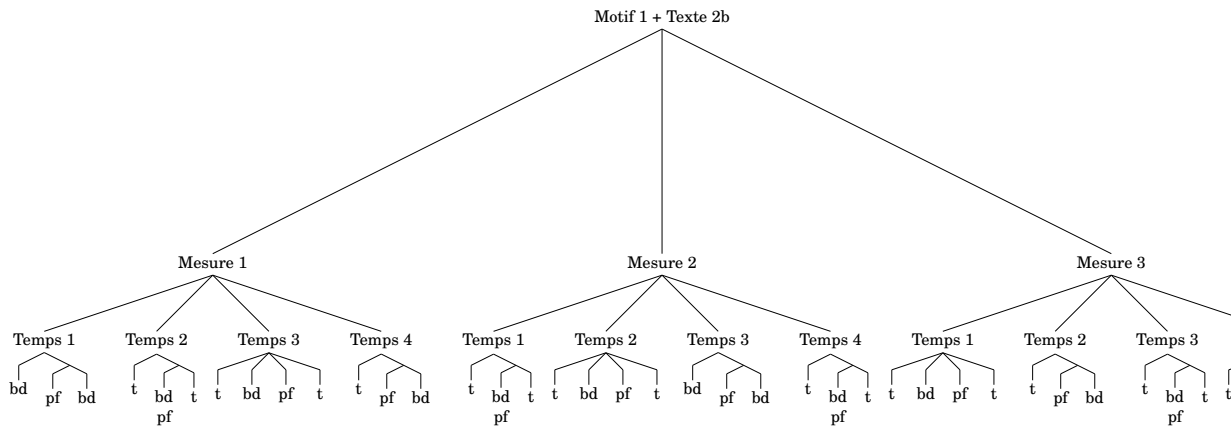 Motif 1 + Texte 2b
Mesure 1 Mesure 2 Mesure 3
Temps 1 Temps 2 Temps 3 Temps 4 Temps 1 Temps 2 Temps 3 Temps 4 Temps 1 Temps 2 Temps 3
bd pf bd t bd t t bd pf t t pf bd t bd t t bd pf t bd pf bd t bd t t bd pf t t pf bd t bd t t
pf pf pf pf